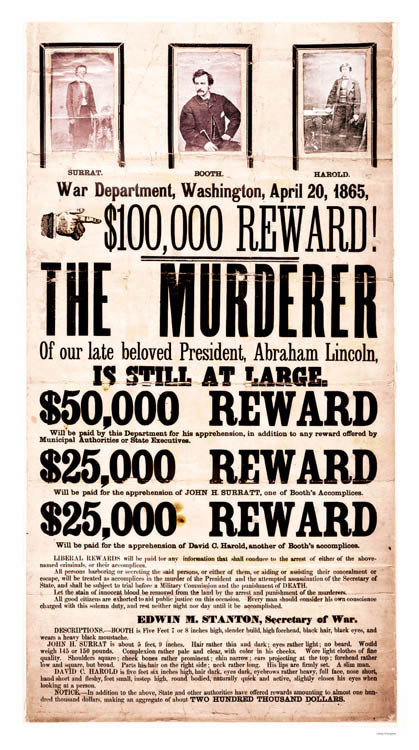 SURRAT. BOOTH. HAROLD.
War Department, Washington, April 20, 1865,
$100,000 REWARD!
THE MURDERER
Of our late beloved President, Abraham Lincoln,
IS STILL AT LARGE.
$50,000 REWARD
Will be paid by this Department for his apprehension, in addition to any reward offered by
Municipal Authorities or State Executives.
$25,000 REWARD
Will be paid for the apprehension of JOHN H. SURRATT, one of Booth's Accomplices.
$25,000 REWARD
Will be paid for the apprehension of David C. Harold, another of Booth's accomplices.
LIBERAL REWARDS will be paid for any information that shall conduce to the arrest of either of the above-
named criminals, or their accomplices.
All persons harboring or secreting the said persons, or either of them, or aiding or assisting their concealment or
escape, will be treated as accomplices in the murder of the President and the attempted assassination of the Secretary of
State, and shall be subject to trial before a Military Commission and the punishment of DEATH.
Let the stain of innocent blood be removed from the land by the arrest and punishment of the murderers.
All good citizens are exhorted to aid public justice on this occasion. Every man should consider his own conscience
charged with this solemn duty, and rest neither night nor day until it be accomplished.
EDWIN M. STANTON, Secretary of War.
DESCRIPTIONS.—BOOTH is Five Feet 7 or 8 inches high, slender build, high forehead, black hair, black eyes, and
wears a heavy black moustache.
JOHN H. SURRAT is about 5 feet, 9 inches. Hair rather thin and dark; eyes rather light; no beard. Would
weigh 145 or 150 pounds. Complexion rather pale and clear, with color in his cheeks. Wore light clothes of fine
quality. Shoulders square; cheek bones rather prominent; chin narrow; ears projecting at the top; forehead rather
low and square, but broad. Parts his hair on the right side; neck rather long. His lips are firmly set. A slim man.
DAVID C. HAROLD is five feet six inches high, hair dark, eyes dark, eyebrows rather heavy, full face, nose short,
hand short and fleshy, feet small, instep high, round bodied, naturally quick and active, slightly closes his eyes when
looking at a person.
NOTICE.—In addition to the above, State and other authorities have offered rewards amounting to almost one hun-
dred thousand dollars, making an aggregate of about TWO HUNDRED THOUSAND DOLLARS.